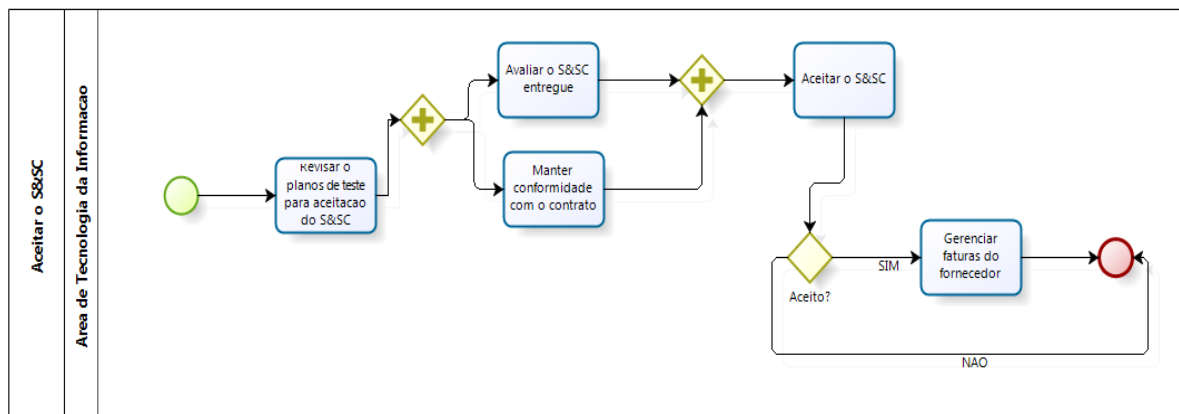 Aceitar o S&SC
Area de Tecnologia da Informacao
Revisar o
planos de teste
para aceitacao
do S&SC
Avaliar o S&SC
entregue
Manter
conformidade
com o contrato
Aceitar o S&SC
Aceito?
SIM
Gerenciar
faturas do
fornecedor
NAO